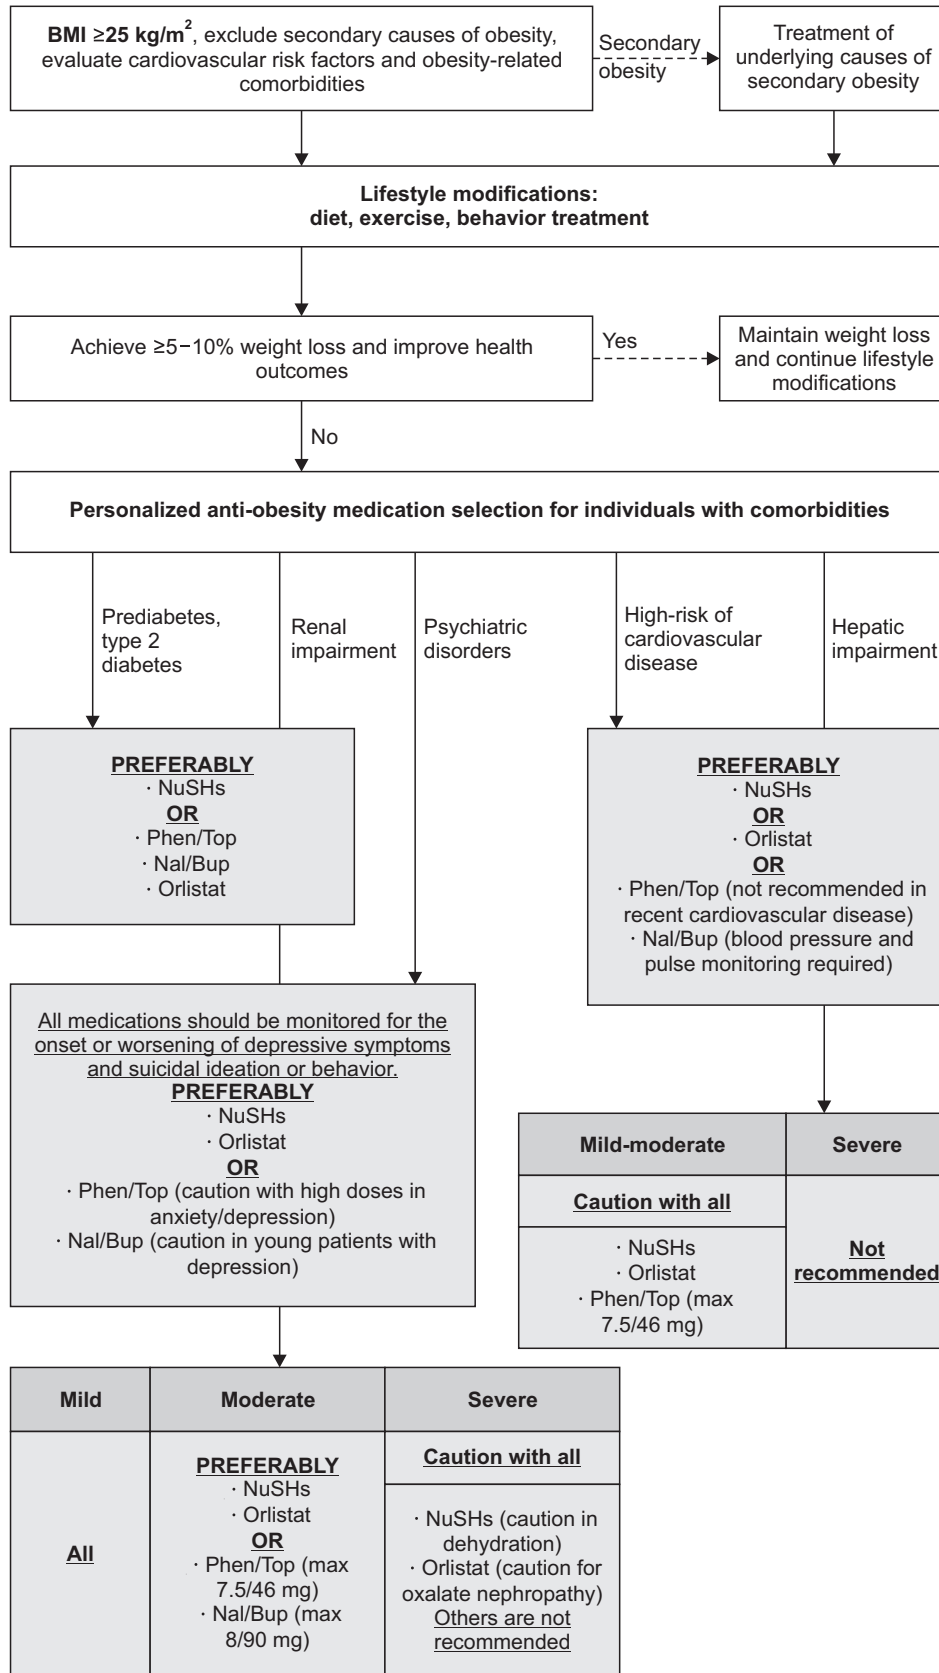 BMI ≥25 kg/m², exclude secondary causes of obesity,
evaluate cardiovascular risk factors and obesity-related
comorbidities
Secondary
obesity
Treatment of
underlying causes of
secondary obesity
Lifestyle modifications:
diet, exercise, behavior treatment
Achieve ≥5−10% weight loss and improve health
outcomes
Yes
Maintain weight loss
and continue lifestyle
modifications
No
Personalized anti-obesity medication selection for individuals with comorbidities
Prediabetes,
type 2
diabetes
Renal
impairment
Psychiatric
disorders
High-risk of
cardiovascular
disease
Hepatic
impairment
PREFERABLY
· NuSHs
OR
· Phen/Top
· Nal/Bup
· Orlistat
PREFERABLY
· NuSHs
OR
· Orlistat
OR
· Phen/Top (not recommended in
recent cardiovascular disease)
· Nal/Bup (blood pressure and
pulse monitoring required)
All medications should be monitored for the
onset or worsening of depressive symptoms
and suicidal ideation or behavior.
PREFERABLY
· NuSHs
· Orlistat
OR
· Phen/Top (caution with high doses in
anxiety/depression)
· Nal/Bup (caution in young patients with
depression)
Mild-moderate
Severe
Caution with all
· NuSHs
· Orlistat
· Phen/Top (max
7.5/46 mg)
Not
recommended
Mild
Moderate
Severe
All
PREFERABLY
· NuSHs
· Orlistat
OR
· Phen/Top (max
7.5/46 mg)
· Nal/Bup (max
8/90 mg)
Caution with all
· NuSHs (caution in
dehydration)
· Orlistat (caution for
oxalate nephropathy)
Others are not
recommended